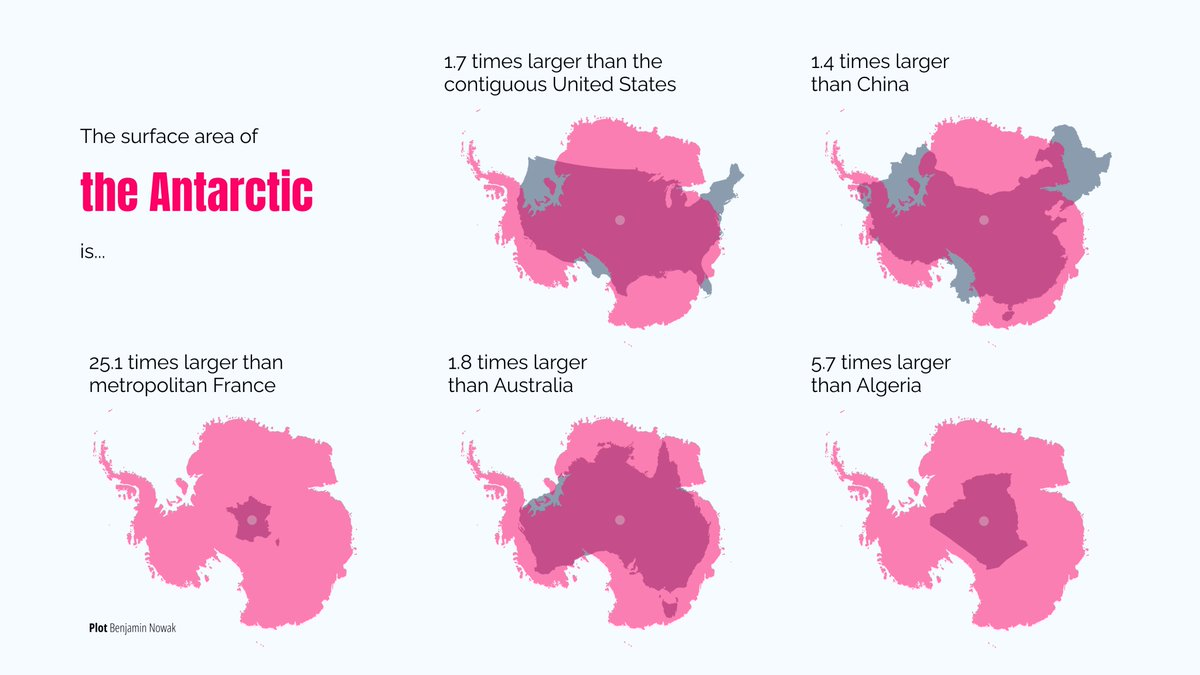 The surface area of
the Antarctic
is...
1.7 times larger than the
contiguous United States
1.4 times larger
than China
25.1 times larger than
metropolitan France
1.8 times larger
than Australia
5.7 times larger
than Algeria
Plot Benjamin Nowak